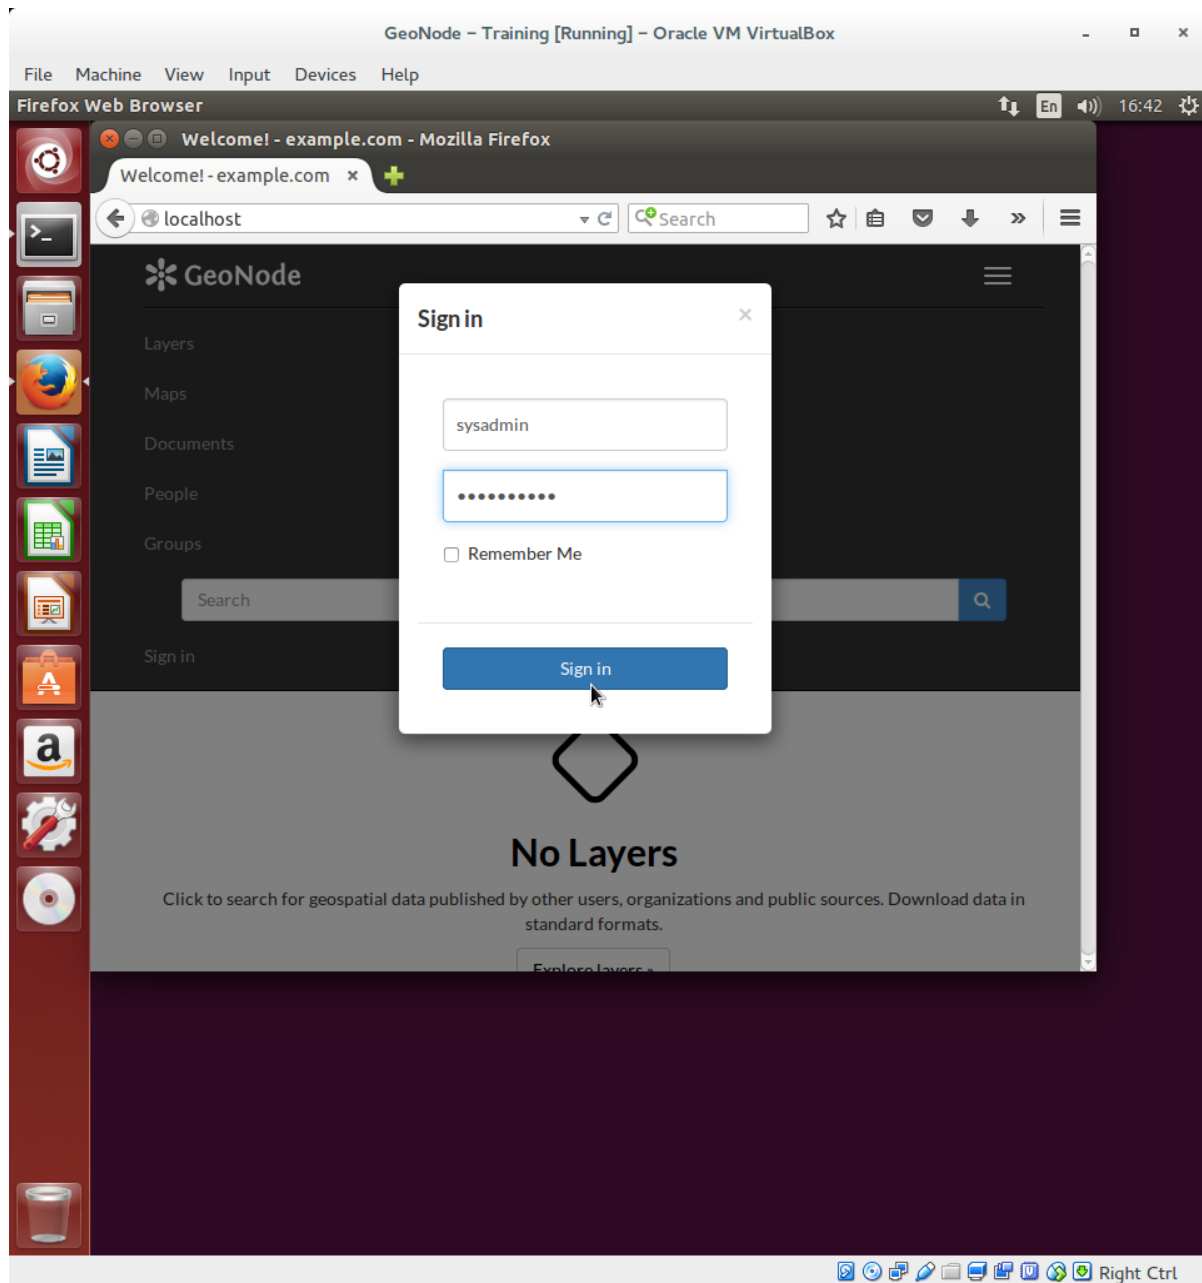 GeoNode – Training [Running] – Oracle VM VirtualBox
File Machine View Input Devices Help
Firefox Web Browser
En
16:42
Welcome! - example.com - Mozilla Firefox
Welcome! - example.com
localhost
Search
GeoNode
Sign in
Layers
Maps
sysadmin
Documents
People
Groups
Remember Me
Search
Sign in
Sign in
No Layers
Click to search for geospatial data published by other users, organizations and public sources. Download data in
standard formats.
Explore layers »
Right Ctrl